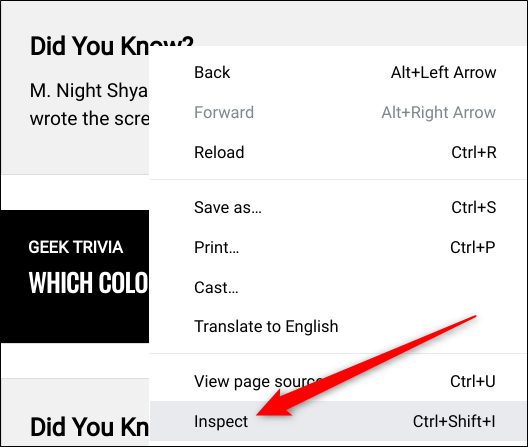 Did You Know?
M. Night Shya
wrote the scre
GEEK TRIVIA
WHICH COLO
Did You Kn
Back Alt+Left Arrow
Forward Alt+Right Arrow
Reload Ctrl+R
Save as... Ctrl+S
Print... Ctrl+P
Cast...
Translate to English
View page source Ctrl+U
Inspect Ctrl+Shift+I